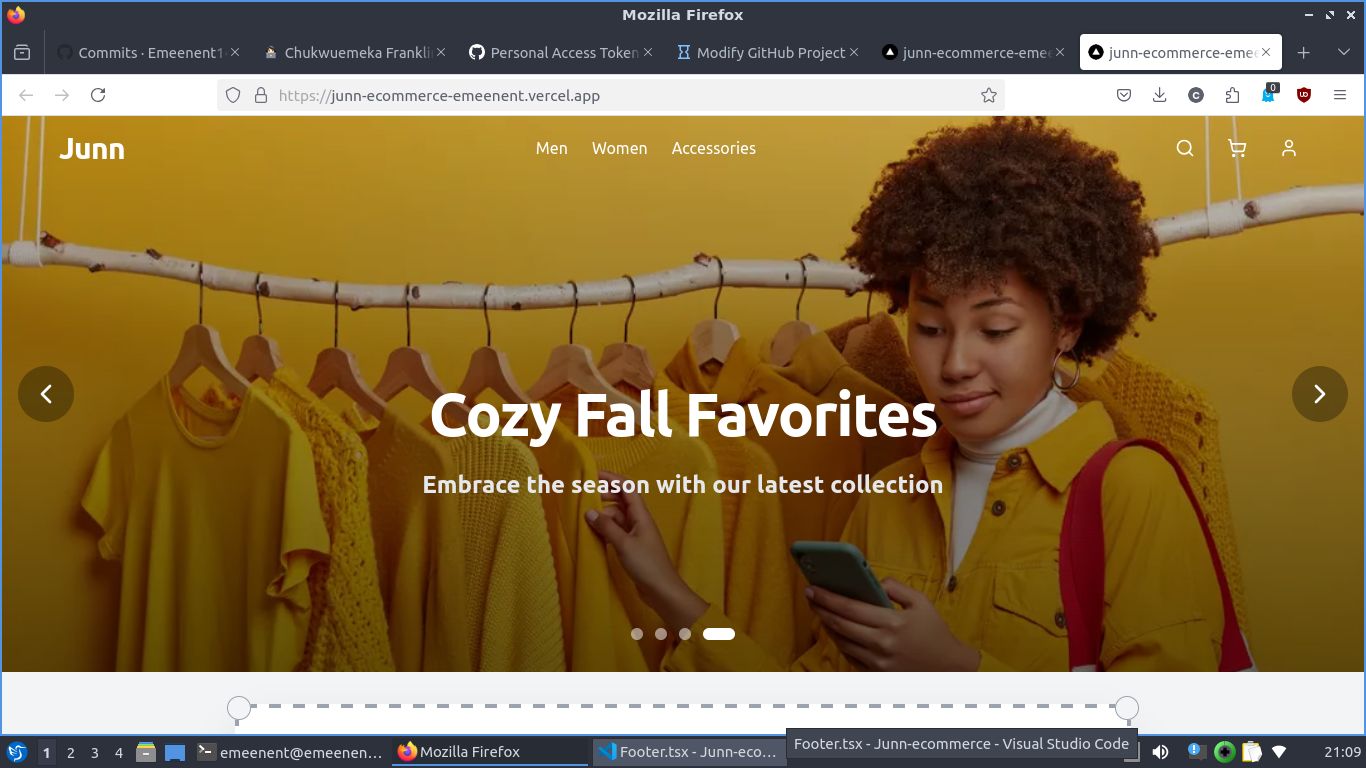 Mozilla Firefox
Commits · Emeenent1
Chukwuemeka Frankli
Personal Access Token
Modify GitHub Project
junn-ecommerce-emee
junn-ecommerce-emee
https://junn-ecommerce-emeenent.vercel.app
C
0
Junn
Men
Women
Accessories
Cozy Fall Favorites
Embrace the season with our latest collection
1 2 3 4
emeenent@emeenen...
Mozilla Firefox
Footer.tsx - Junn-eco...
Footer.tsx - Junn-ecommerce - Visual Studio Code
21:09